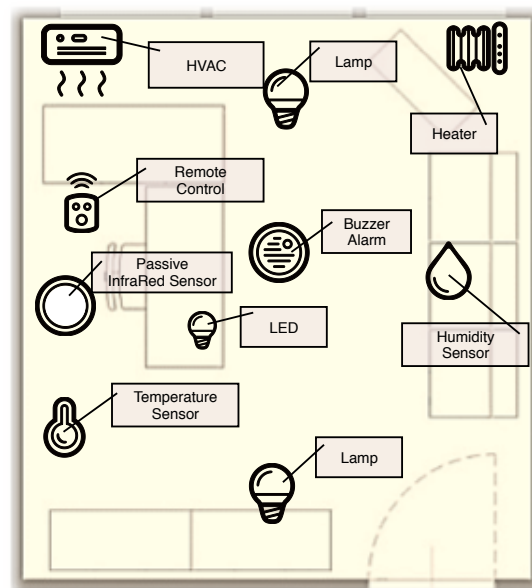 HVAC
Lamp
Heater
Remote
Control
Buzzer
Alarm
Passive
InfraRed Sensor
LED
Humidity
Sensor
Temperature
Sensor
Lamp